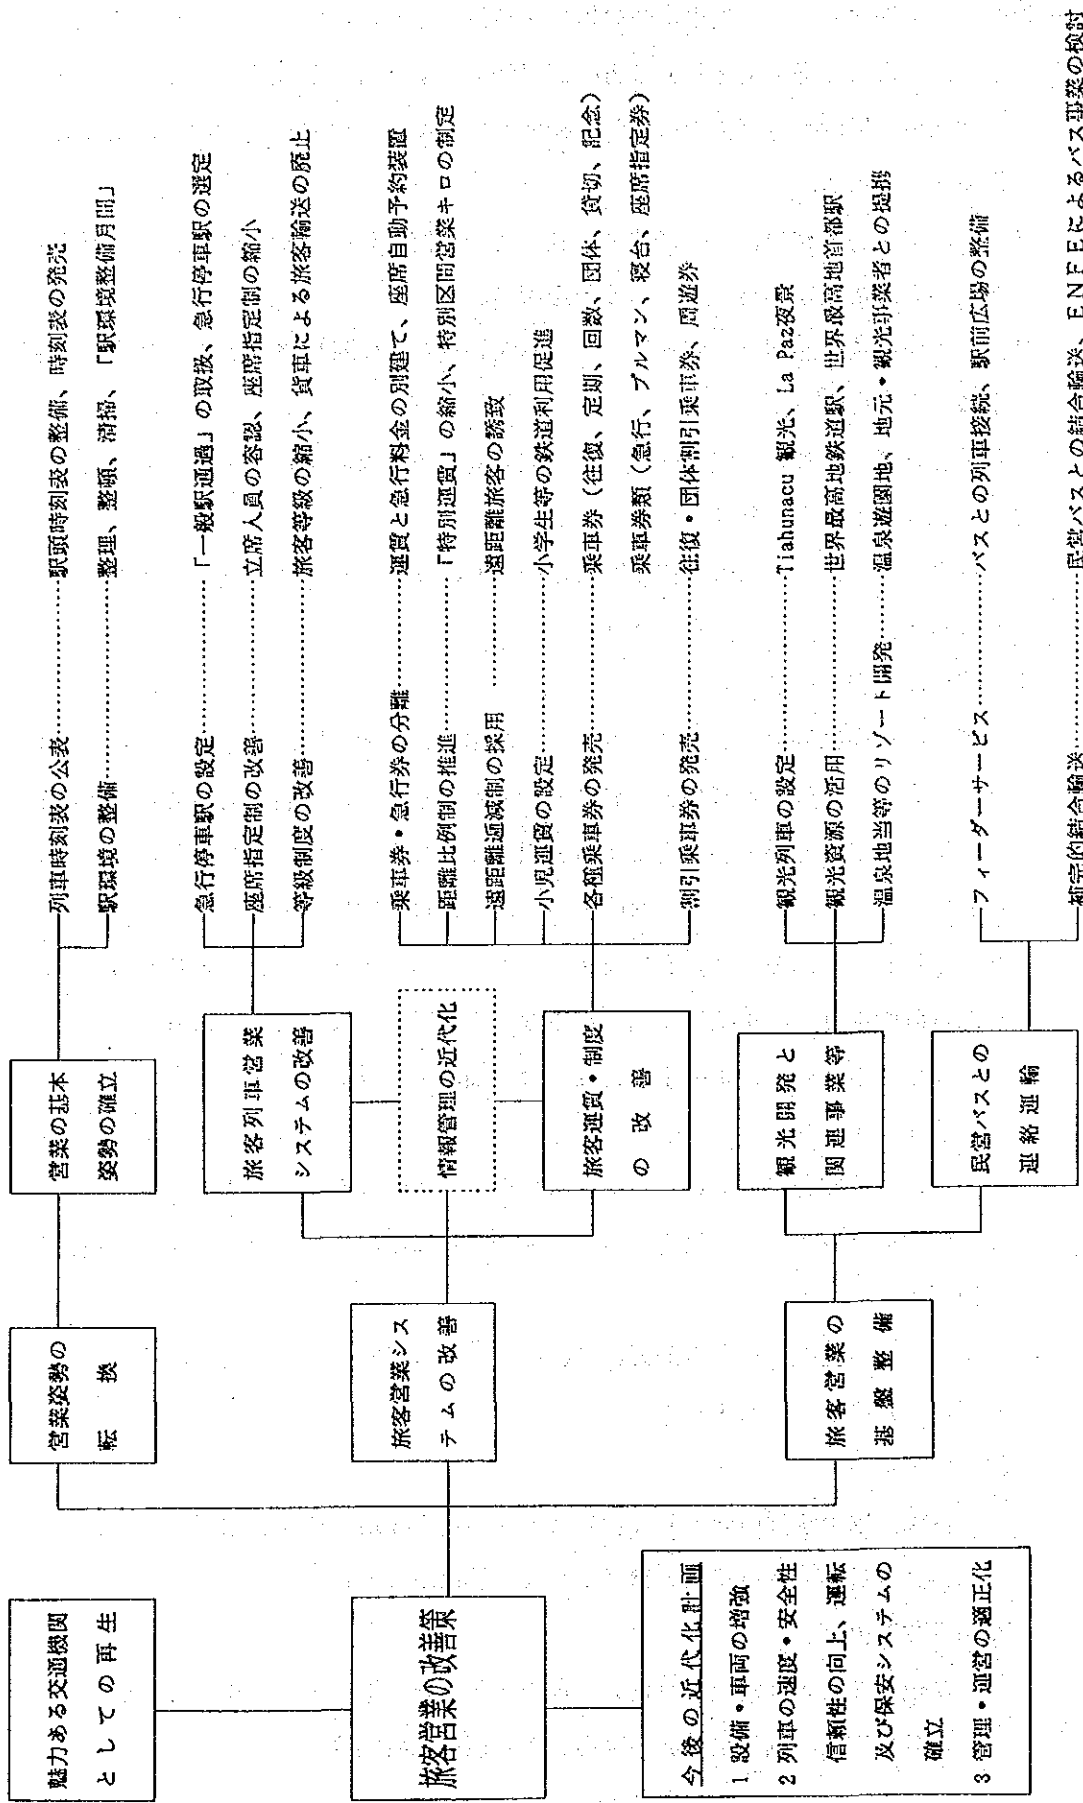 魅力ある交通機関
としての再生
旅客営業の改善策
今後の近代化計画
1 設備・車両の増強
2 列車の速度・安全性
信頼性の向上、運転
及び保安システムの
確立
3 管理・運営の適正化
営業姿勢の
転換
営業の基本
姿勢の確立
列車時刻表の公表………………駅頭時刻表の整備、時刻表の発売
駅環境の整備………………整理、整頓、清掃、「駅環境整備月間」
旅客営業シス
テムの改善
旅客列車営業
システムの改善
急行停車駅の設定………………「一般駅通過」の取扱、急行停車駅の選定
座席指定制の改善………………立席人員の容認、座席指定制の縮小
等級制度の改善………………旅客等級の縮小、貨車による旅客輸送の廃止
情報管理の近代化
旅客運賃・制度
の改善
乗車券・急行券の分離…………運賃と急行料金の別建て、座席自動予約装置
距離比例制の推進………………「特別運賃」の縮小、特別区間営業キロの制定
遠距離逓減制の採用…………遠距離旅客の誘致
小児運賃の設定………………小学生等の鉄道利用促進
各種乗車券の発売………………乗車券（往復、定期、回数、団体、貸切、記念）
乗車券類（急行、プルマン、寝台、座席指定券）
割引乗車券の発売………………往復・団体割引乗車券、周遊券
旅客営業の
基盤整備
観光開発と
関連事業等
観光列車の設定………………Tiahunacu 観光、La Paz夜景
観光資源の活用………………世界最高地鉄道駅、世界最高地首都駅
温泉地当等のリゾート開発………温泉遊園地、地元・観光事業者との提携
民営バスとの
連絡運輸
フィーダーサービス………………バスとの列車接続、駅前広場の整備
補完的結合輸送………………民営バスとの結合輸送、ENFEによるバス事業の検討